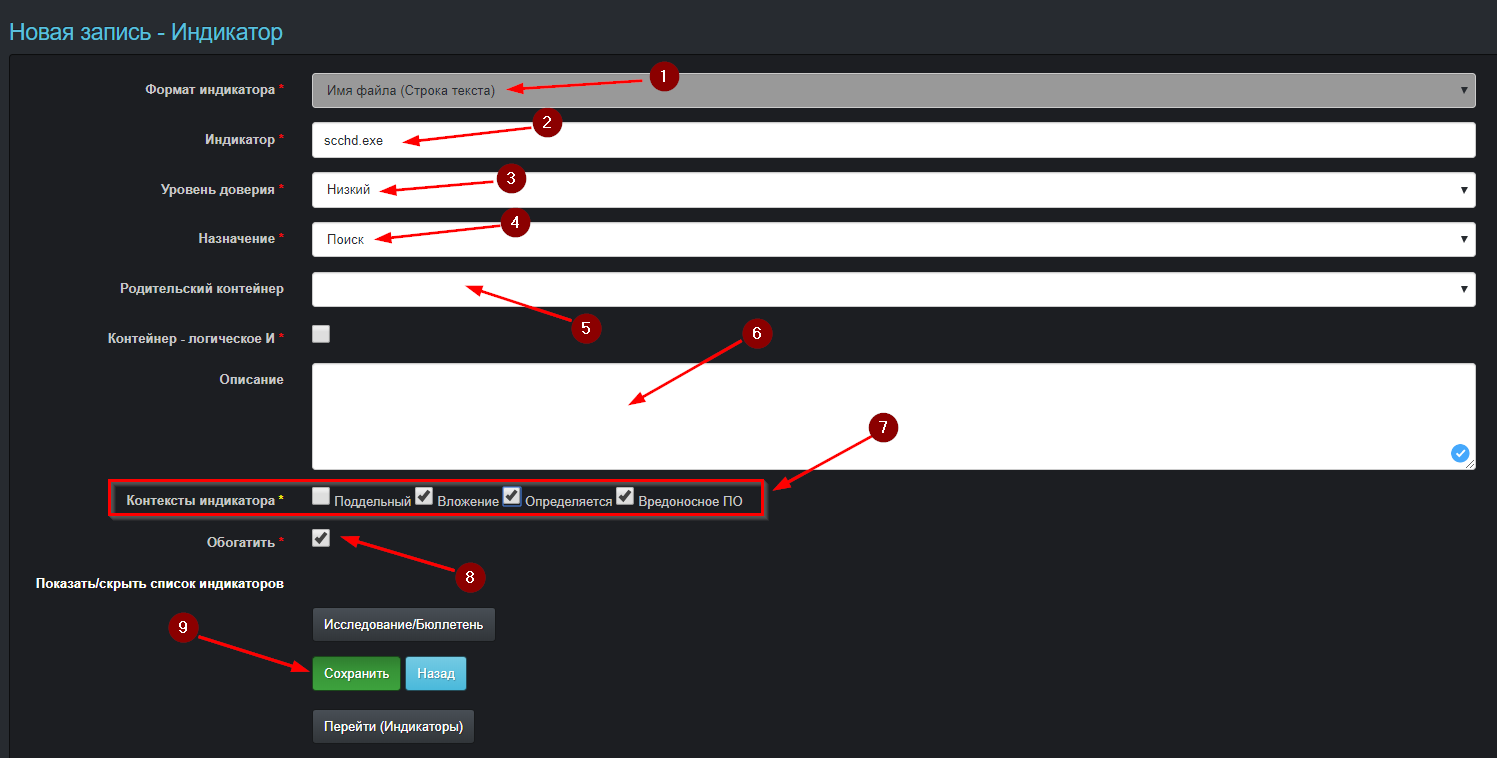 Новая запись - Индикатор
Формат индикатора * Имя файла (Строка текста) 1
Индикатор * scchd.exe 2
Уровень доверия * Низкий 3
Назначение * Поиск 4
Родительский контейнер
5
Контейнер - логическое И * 6
Описание
7
Контексты индикатора * Поддельный Вложение Определяется Вредоносное ПО
Обогатить *
8
Показать/скрыть список индикаторов
Исследование/Бюллетень
9
Сохранить Назад
Перейти (Индикаторы)